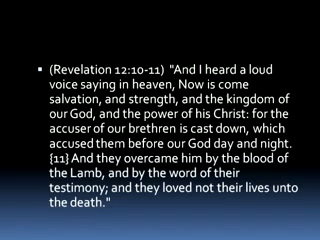 ▪ (Revelation 12:10-11)  "And I heard a loud
voice saying in heaven, Now is come
salvation, and strength, and the kingdom of
our God, and the power of his Christ: for the
accuser of our brethren is cast down, which
accused them before our God day and night.
{11} And they overcame him by the blood of
the Lamb, and by the word of their
testimony; and they loved not their lives unto
the death."